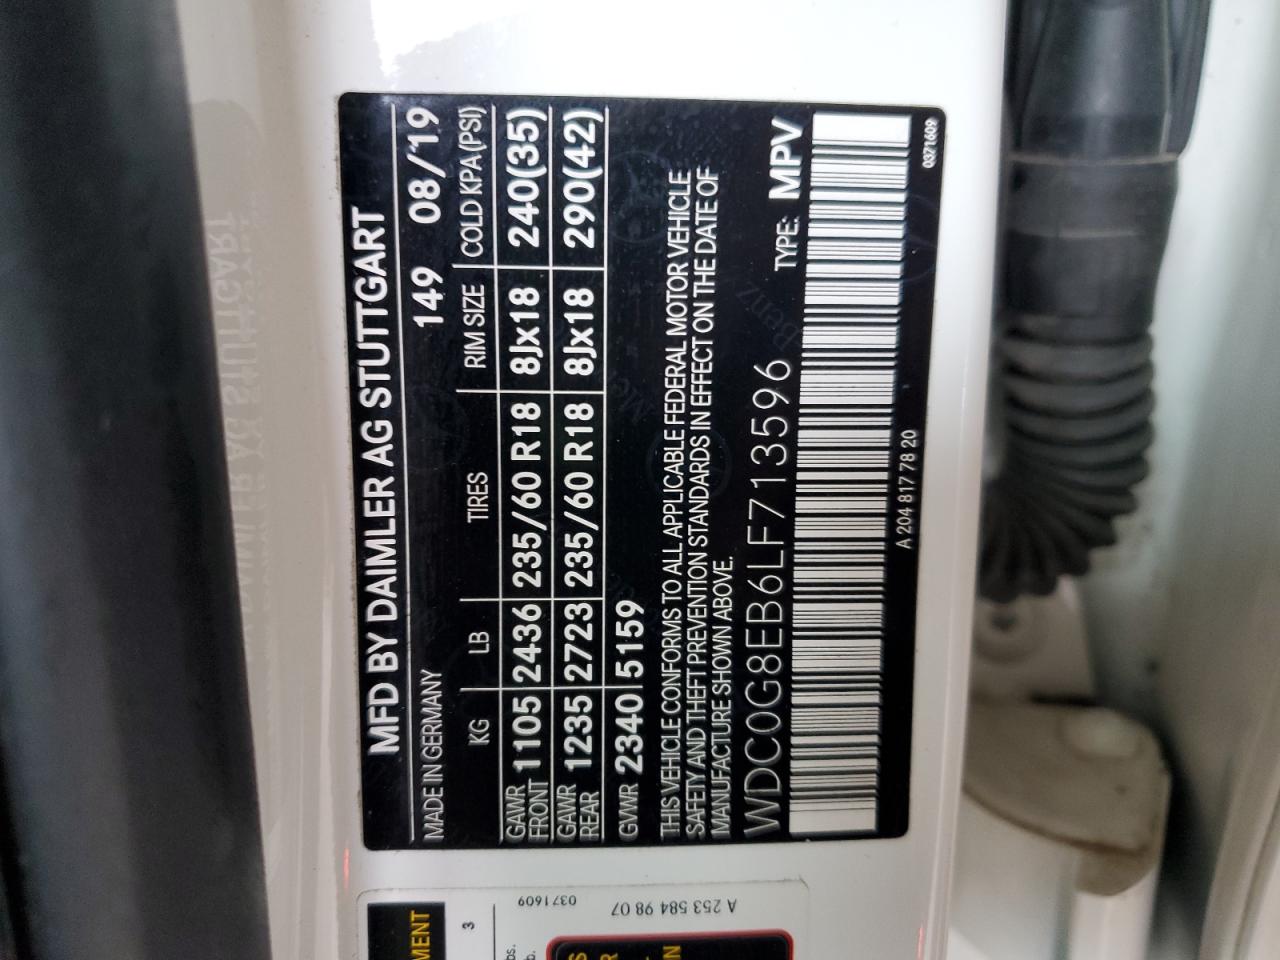 MFD BY DAIMLER AG STUTTGART
MADE IN GERMANY 149 08/19
KG LB TIRES RIM SIZE COLD KPA(PSI)
GAWR FRONT 1105 2436 235/60 R18 8Jx18 240(35)
GAWR REAR 1235 2723 235/60 R18 8Jx18 290(42)
GVWR 2340 5159
THIS VEHICLE CONFORMS TO ALL APPLICABLE FEDERAL MOTOR VEHICLE
SAFETY AND THEFT PREVENTION STANDARDS IN EFFECT ON THE DATE OF
MANUFACTURE SHOWN ABOVE.
WDC0G8EB6LF713596 TYPE: MPV
A 204 817 78 20
0371609
0371609
A 253 584 98 07
MENT
3